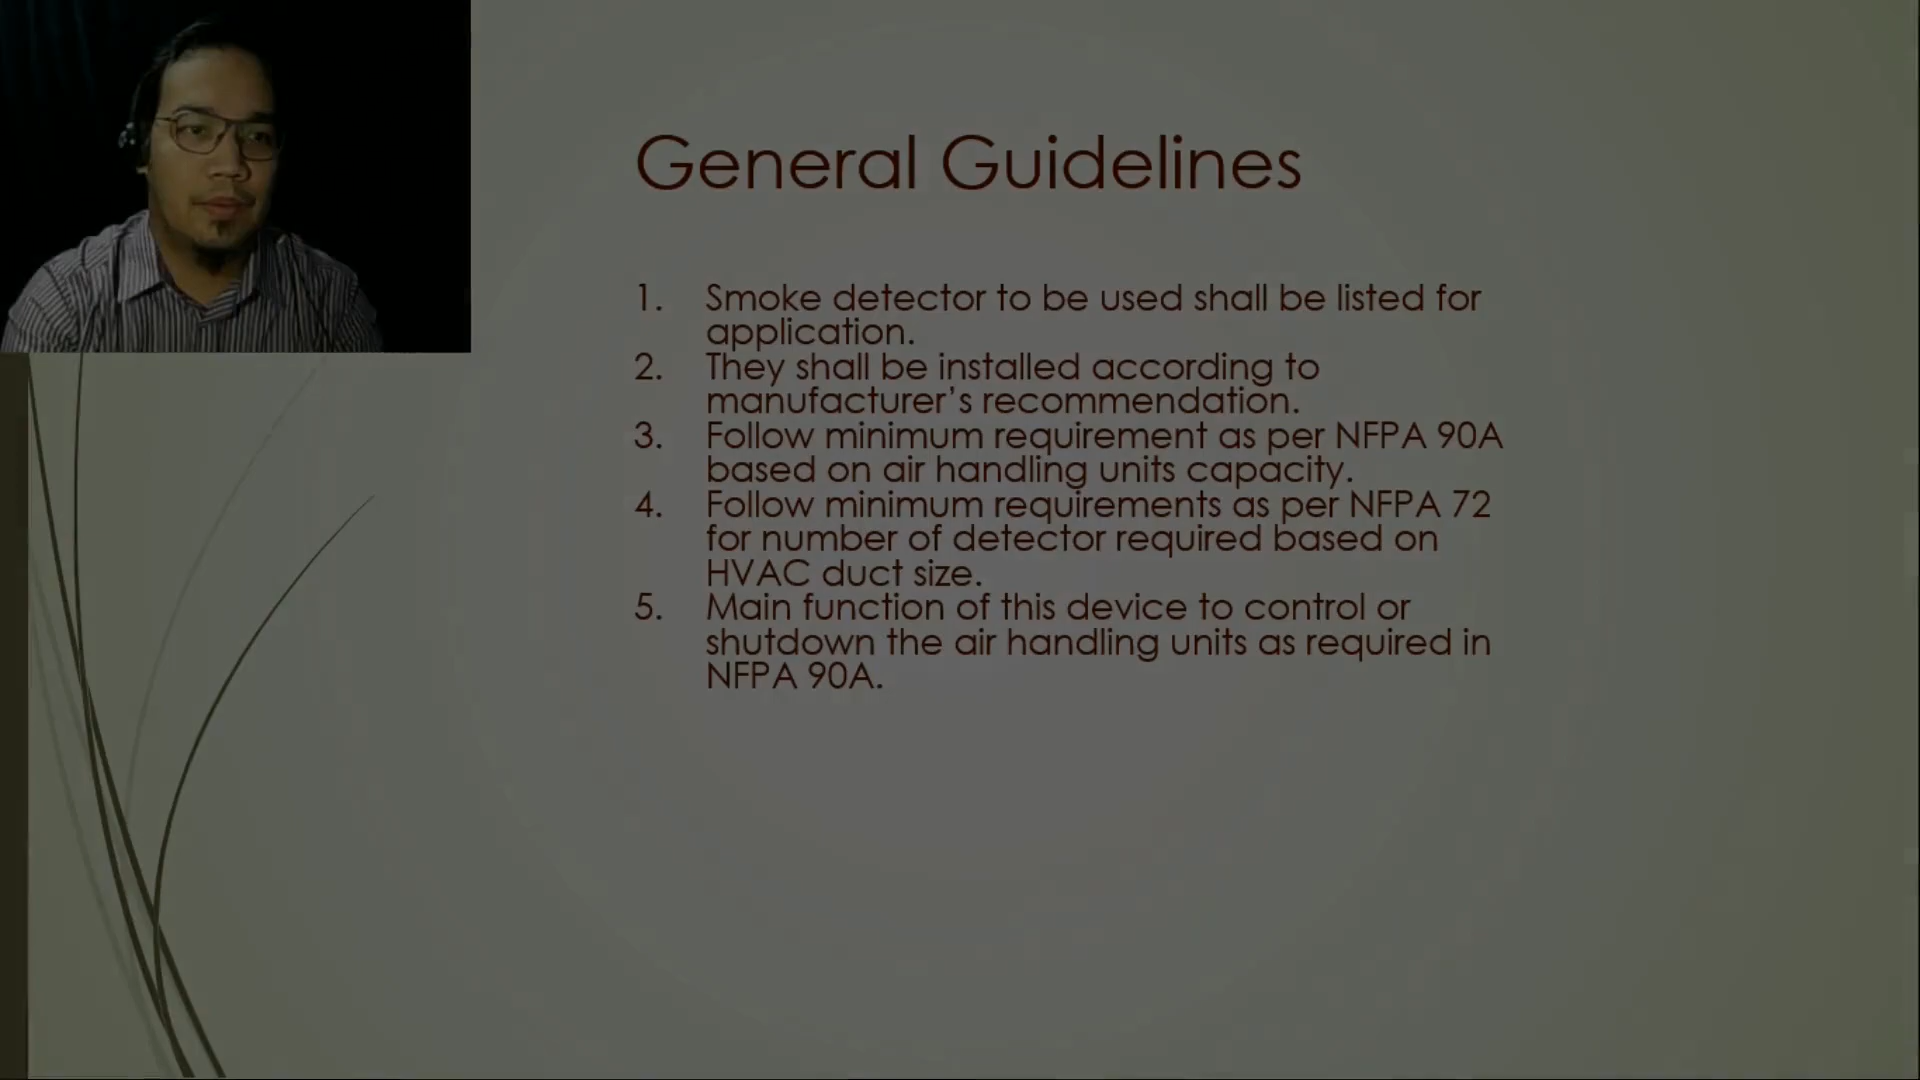 General Guidelines
1. Smoke detector to be used shall be listed for
application.
2. They shall be installed according to
manufacturer’s recommendation.
3. Follow minimum requirement as per NFPA 90A
based on air handling units capacity.
4. Follow minimum requirements as per NFPA 72
for number of detector required based on
HVAC duct size.
5. Main function of this device to control or
shutdown the air handling units as required in
NFPA 90A.